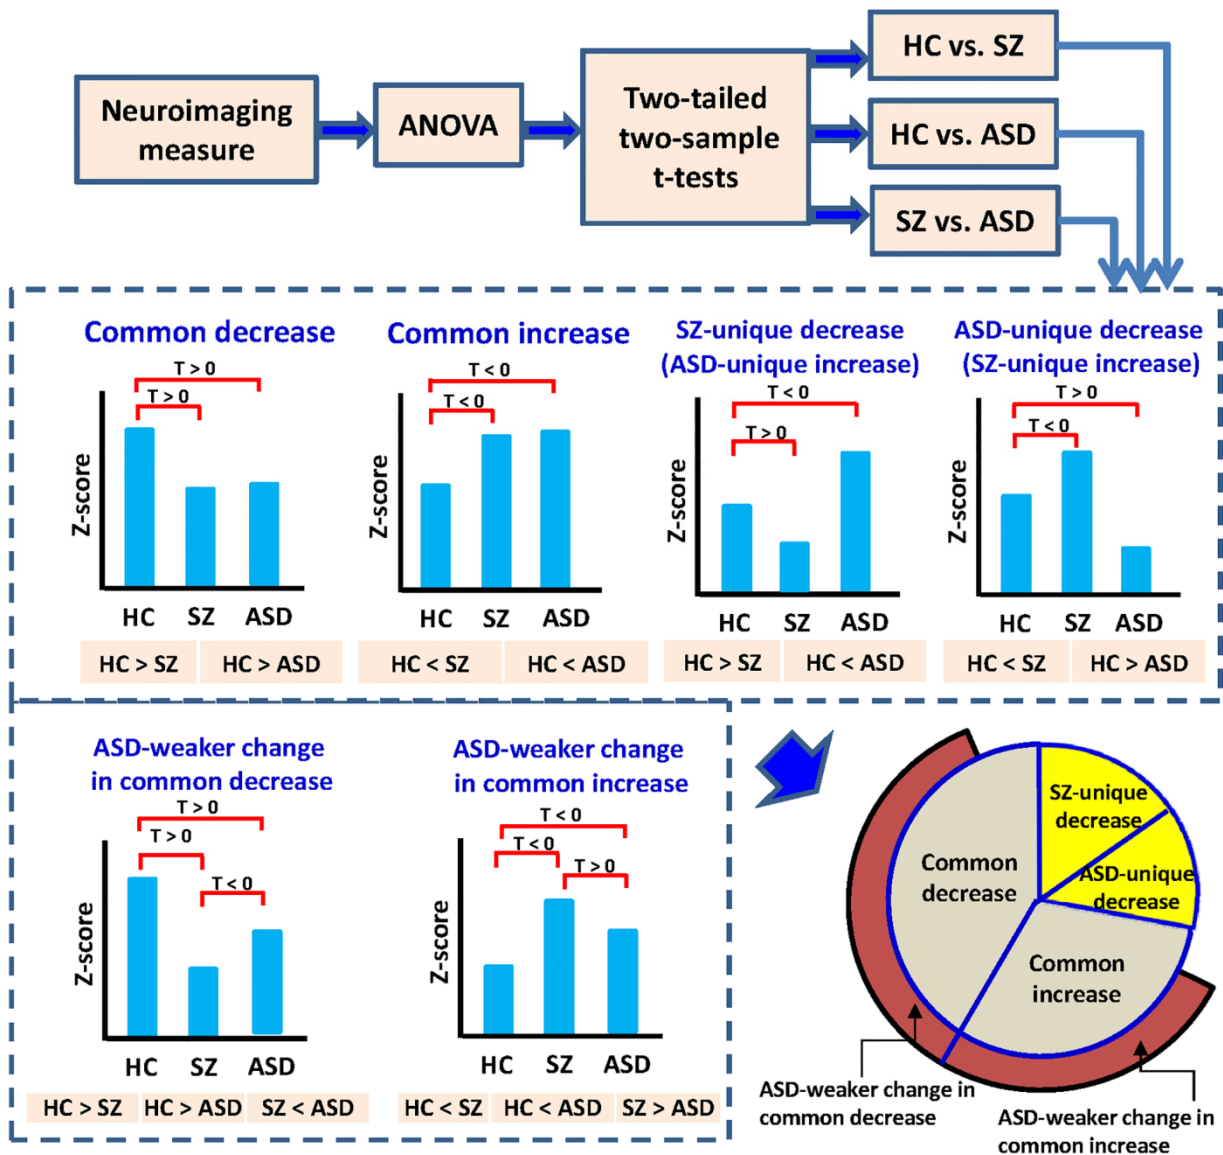 Neuroimaging
measure
ANOVA
Two-tailed
two-sample
t-tests
HC vs. SZ
HC vs. ASD
SZ vs. ASD
Common decrease
T > 0
T > 0
Z-score
HC SZ ASD
HC > SZ HC > ASD
Common increase
T < 0
T < 0
Z-score
HC SZ ASD
HC < SZ HC < ASD
SZ-unique decrease
(ASD-unique increase)
T < 0
T > 0
Z-score
HC SZ ASD
HC > SZ HC < ASD
ASD-unique decrease
(SZ-unique increase)
T > 0
T < 0
Z-score
HC SZ ASD
HC < SZ HC > ASD
ASD-weaker change
in common decrease
T > 0
T > 0
T < 0
Z-score
HC SZ ASD
HC > SZ HC > ASD SZ < ASD
ASD-weaker change
in common increase
T < 0
T < 0
T > 0
Z-score
HC SZ ASD
HC < SZ HC < ASD SZ > ASD
SZ-unique
decrease
ASD-unique
decrease
Common
decrease
Common
increase
ASD-weaker change in
common decrease
ASD-weaker change in
common increase